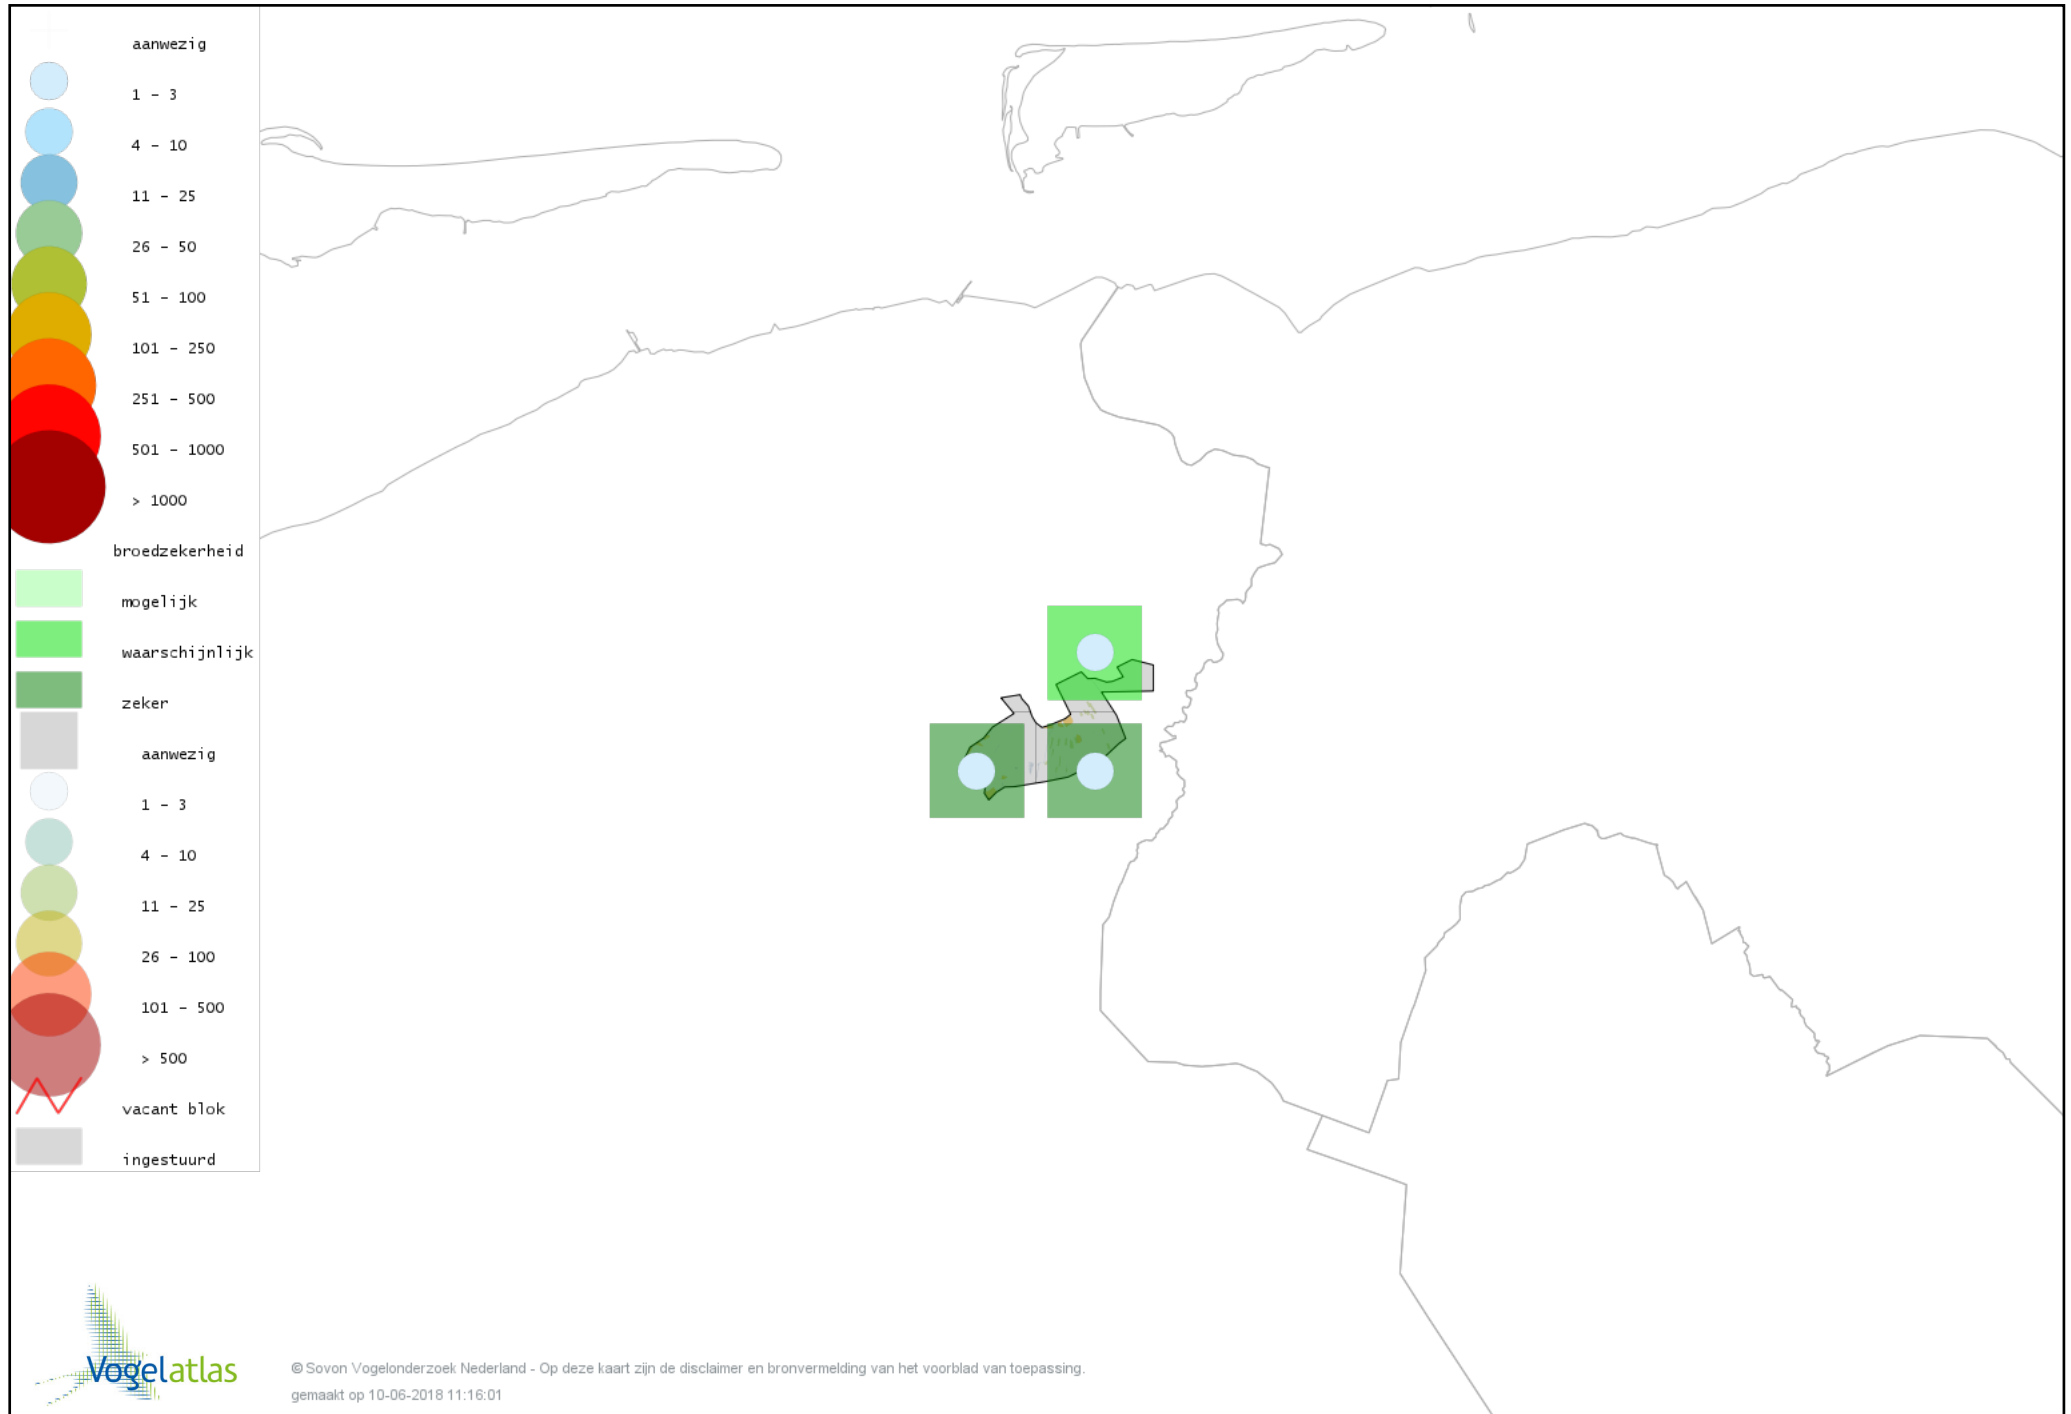 aanwezig
1 - 3
4 - 10
11 - 25
26 - 50
51 - 100
101 - 250
251 - 500
501 - 1000
> 1000
broedzekerheid
mogelijk
waarschijnlijk
zeker
aanwezig
1 - 3
4 - 10
11 - 25
26 - 100
101 - 500
> 500
vacant blok
ingestuurd
Vogelatlas
© Sovon Vogelonderzoek Nederland - Op deze kaart zijn de disclaimer en bronvermelding van het voorblad van toepassing.
gemaakt op 10-06-2018 11:16:01